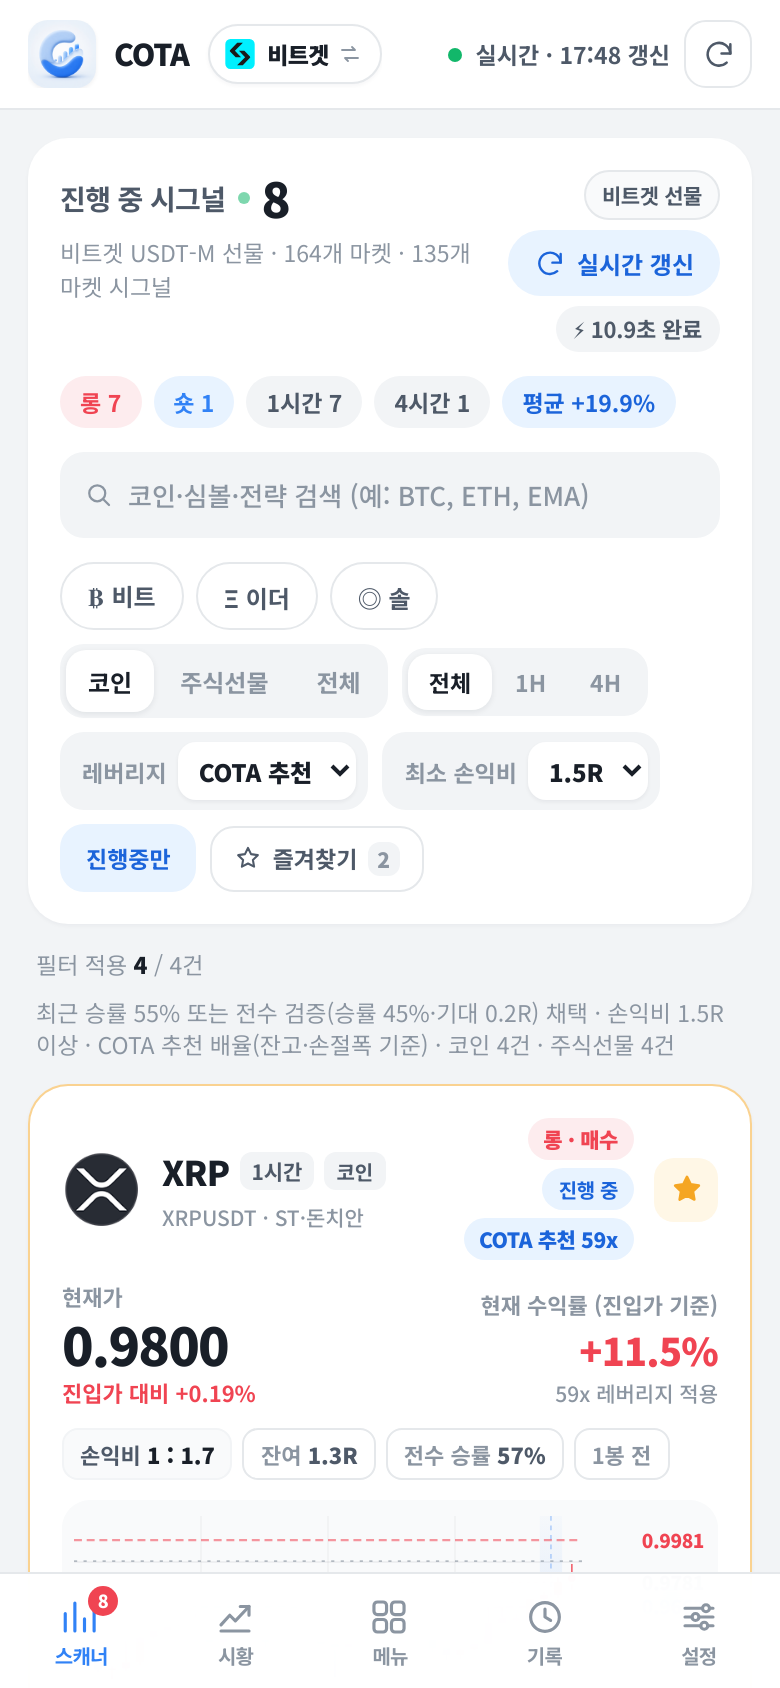 COTA
비트겟
실시간 · 17:48 갱신
진행 중 시그널 8
비트겟 선물
비트겟 USDT-M 선물 · 164개 마켓 · 135개
마켓 시그널
실시간 갱신
⚡ 10.9초 완료
롱 7
숏 1
1시간 7
4시간 1
평균 +19.9%
코인·심볼·전략 검색 (예: BTC, ETH, EMA)
₿ 비트
Ξ 이더
◎ 솔
코인
주식선물
전체
전체
1H
4H
레버리지
COTA 추천
최소 손익비
1.5R
진행중만
즐겨찾기 2
필터 적용 4 / 4건
최근 승률 55% 또는 전수 검증(승률 45%·기대 0.2R) 채택 · 손익비 1.5R
이상 · COTA 추천 배율(잔고·손절폭 기준) · 코인 4건 · 주식선물 4건
XRP
1시간
코인
XRPUSDT · ST·돈치안
롱 · 매수
진행 중
COTA 추천 59x
현재가
0.9800
진입가 대비 +0.19%
현재 수익률 (진입가 기준)
+11.5%
59x 레버리지 적용
손익비 1 : 1.7
잔여 1.3R
전수 승률 57%
1봉 전
0.9981
8
스캐너
시황
메뉴
기록
설정